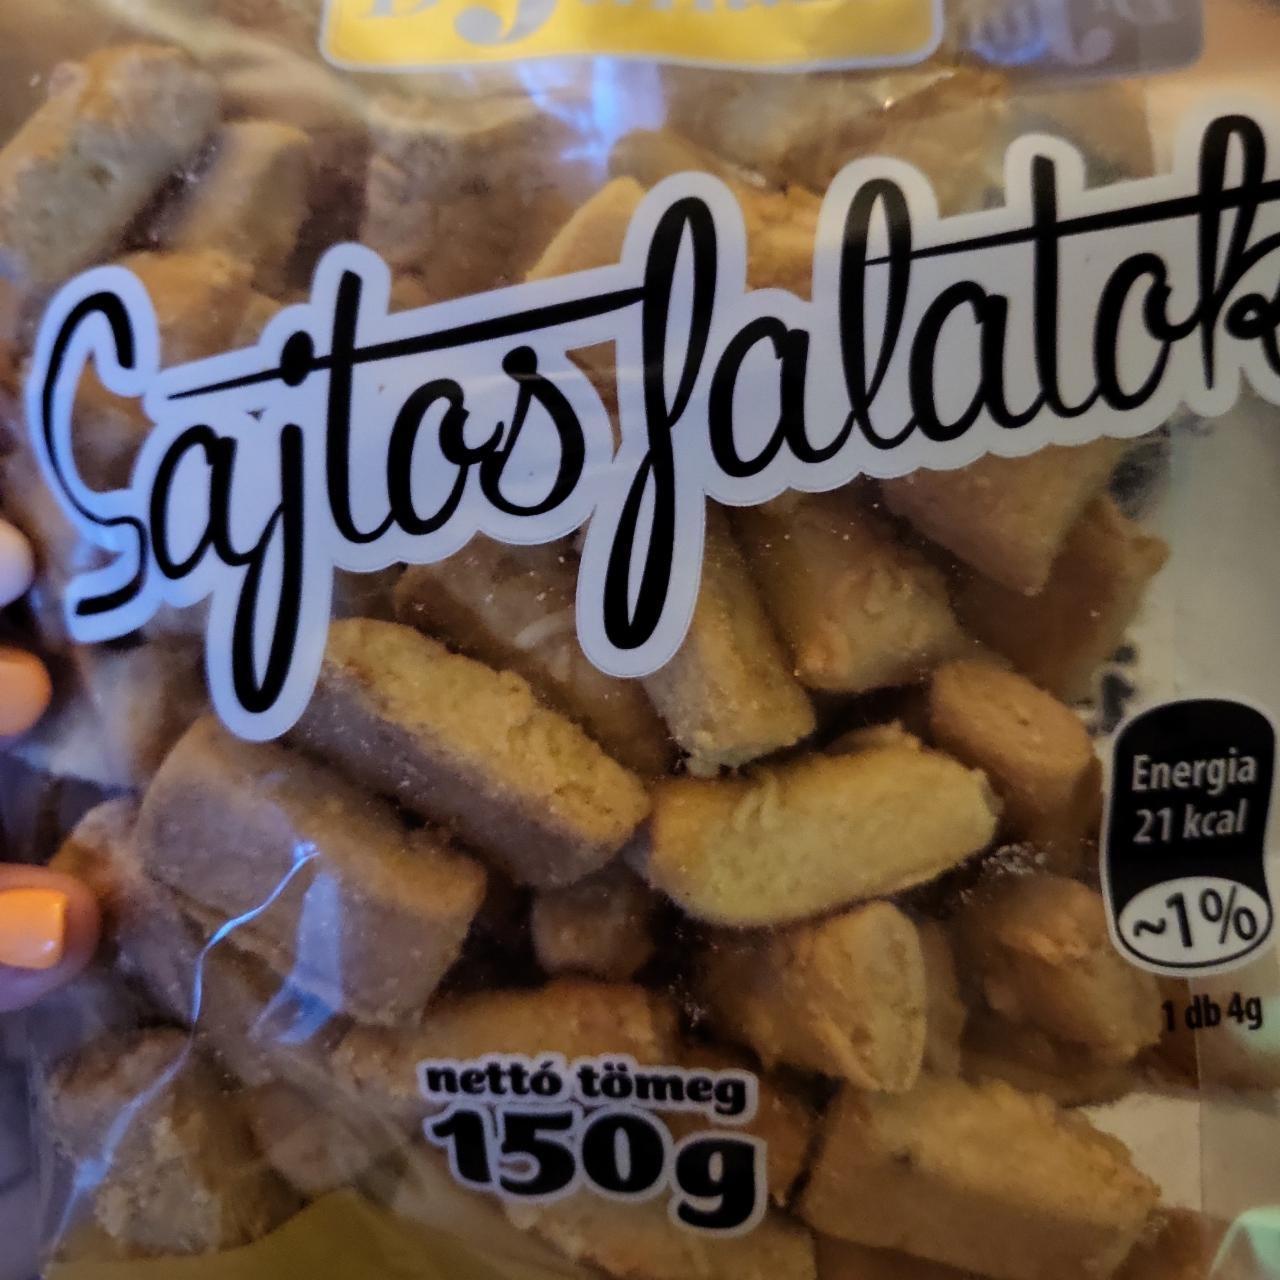 Sajtos falatok
Energia
21 kcal
~1%
1 db 4g
nettó tömeg
150g